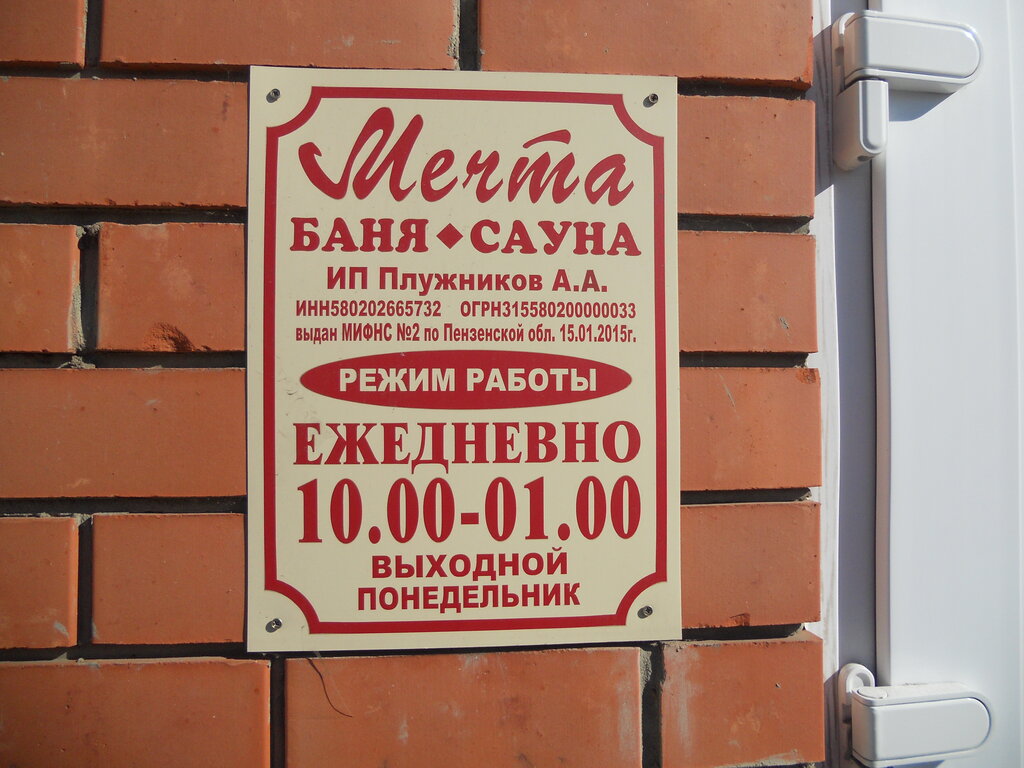 Мечта
БАНЯ ◆ САУНА
ИП Плужников А.А.
ИНН580202665732 ОГРН315580200000033
выдан МИФНС №2 по Пензенской обл. 15.01.2015г.
РЕЖИМ РАБОТЫ
ЕЖЕДНЕВНО
10.00-01.00
ВЫХОДНОЙ
ПОНЕДЕЛЬНИК